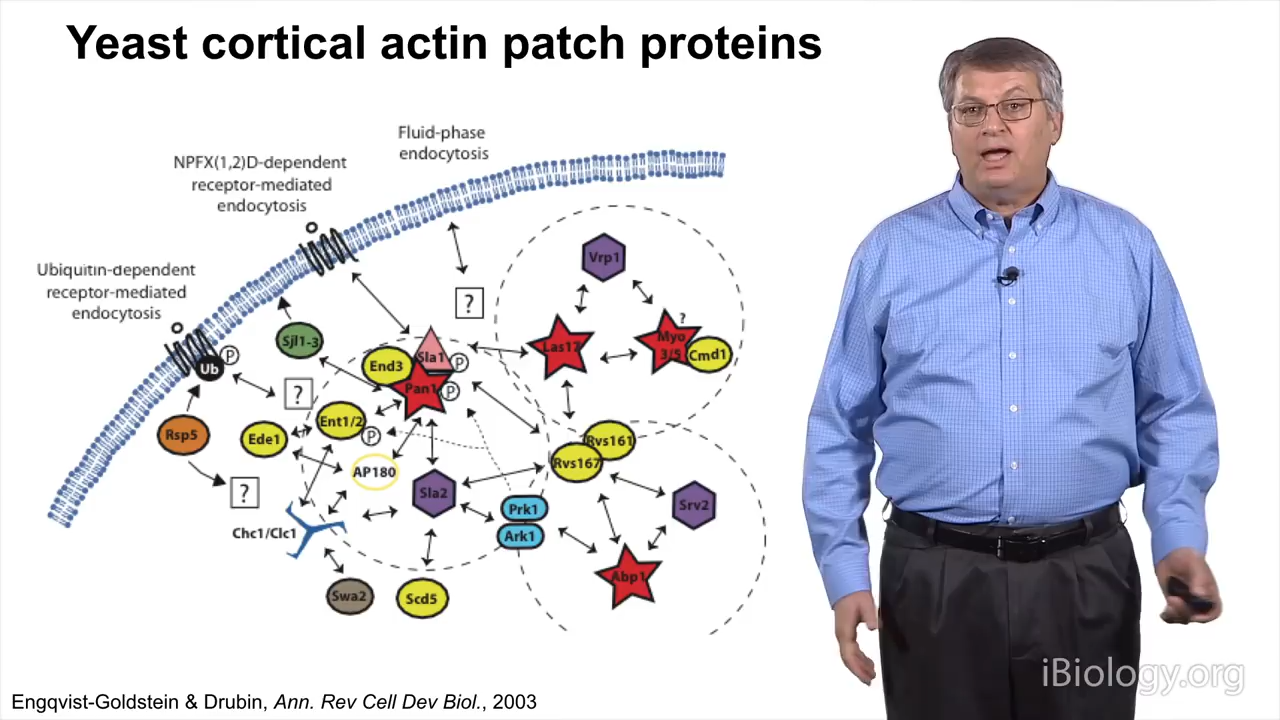 Yeast cortical actin patch proteins
Fluid-phase
endocytosis
NPFX(1,2)D-dependent
receptor-mediated
endocytosis
Ubiquitin-dependent
receptor-mediated
endocytosis
Vrp1
?
Las17
?
Myo
3/5
Cmd1
Sjl1-3
Sla1
P
End3
Pan1
P
Ub
P
?
Ent1/2
P
Rsp5
Ede1
Rvs161
Rvs167
AP180
?
Sla2
Srv2
Prk1
Ark1
Chc1/Clc1
Abp1
Swa2
Scd5
iBiology.org
Engqvist-Goldstein & Drubin, Ann. Rev Cell Dev Biol., 2003